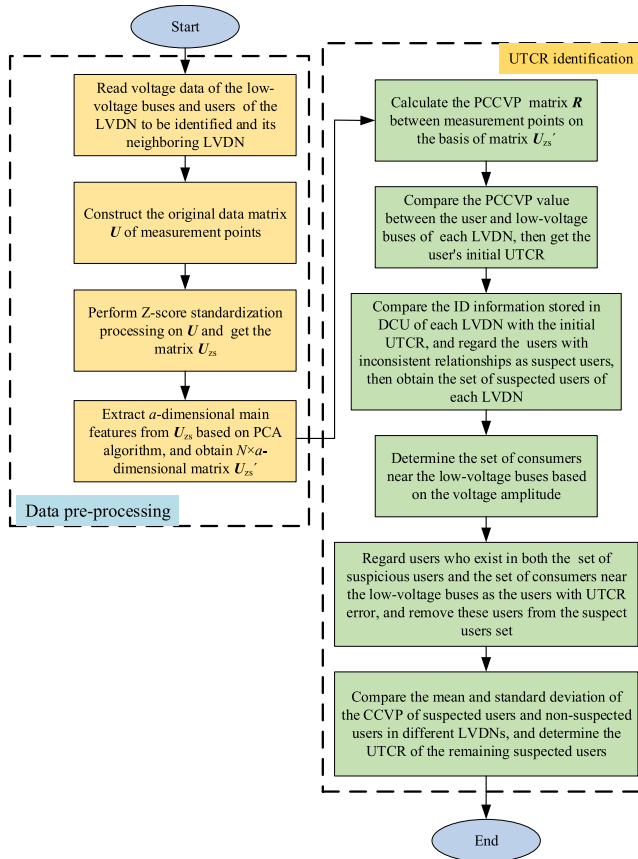 Start
Read voltage data of the low-
voltage buses and users of the
LVDN to be identified and its
neighboring LVDN
Construct the original data matrix
U of measurement points
Perform Z-score standardization
processing on U and get the
matrix Uzs
Extract a-dimensional main
features from Uzs based on PCA
algorithm, and obtain N×a-
dimensional matrix Uzs′
Data pre-processing
UTCR identification
Calculate the PCCVP matrix R
between measurement points on
the basis of matrix Uzs′
Compare the PCCVP value
between the user and low-voltage
buses of each LVDN, then get the
user's initial UTCR
Compare the ID information stored in
DCU of each LVDN with the initial
UTCR, and regard the users with
inconsistent relationships as suspect users,
then obtain the set of suspected users of
each LVDN
Determine the set of consumers
near the low-voltage buses based
on the voltage amplitude
Regard users who exist in both the set of
suspicious users and the set of consumers near
the low-voltage buses as the users with UTCR
error, and remove these users from the suspect
users set
Compare the mean and standard deviation of
the CCVP of suspected users and non-suspected
users in different LVDNs, and determine the
UTCR of the remaining suspected users
End